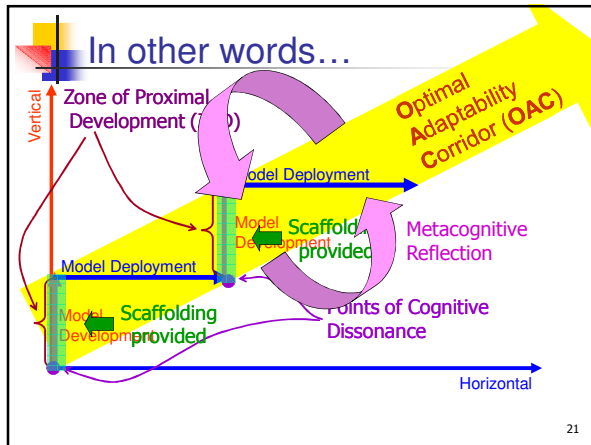 In other words…
Vertical
Zone of Proximal
Development
Optimal
Adaptability
Corridor (OAC)
Model Deployment
Model
Development
Scaffolding
provided
Metacognitive
Reflection
Model Deployment
Model
Development
Scaffolding
provided
Points of Cognitive
Dissonance
Horizontal
21